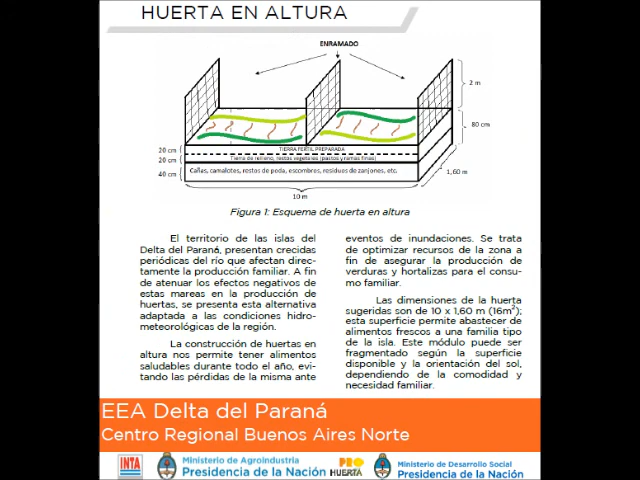 HUERTA EN ALTURA
ENRAMADO
2 m
80 cm
20 cm
TIERRA FERTIL PREPARADA
20 cm
Tierra de relleno, restos vegetales (pastos y ramas finas)
40 cm
Cañas, camalotes, restos de poda, escombros, residuos de zanjones, etc.
1,60 m
10 m
Figura 1: Esquema de huerta en altura
El territorio de las islas del
Delta del Paraná, presentan crecidas
periódicas del río que afectan direc-
tamente la producción familiar. A fin
de atenuar los efectos negativos de
estas mareas en la producción de
huertas, se presenta esta alternativa
adaptada a las condiciones hidro-
meteorológicas de la región.
La construcción de huertas en
altura nos permite tener alimentos
saludables durante todo el año, evi-
tando las pérdidas de la misma ante
eventos de inundaciones. Se trata
de optimizar recursos de la zona a
fin de asegurar la producción de
verduras y hortalizas para el consu-
mo familiar.
Las dimensiones de la huerta
sugeridas son de 10 x 1,60 m (16m²);
esta superficie permite abastecer de
alimentos frescos a una familia tipo
de la isla. Este módulo puede ser
fragmentado según la superficie
disponible y la orientación del sol,
dependiendo de la comodidad y
necesidad familiar.
EEA Delta del Paraná
Centro Regional Buenos Aires Norte
INTA
Ministerio de Agroindustria
Presidencia de la Nación
PRO
HUERTA
Ministerio de Desarrollo Social
Presidencia de la Nación